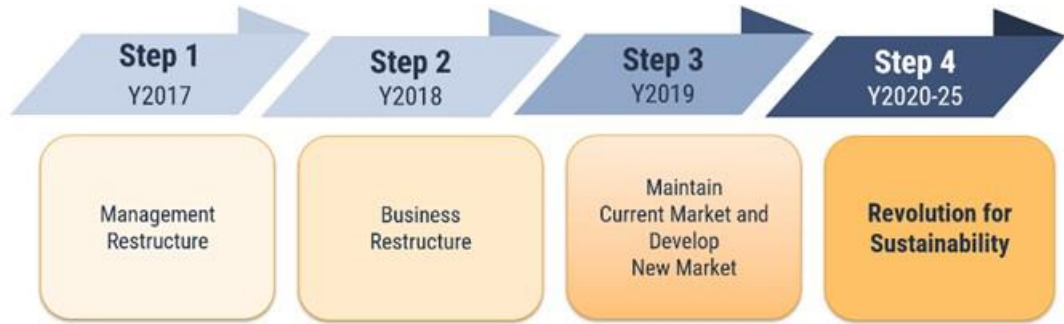 Step 1
Y2017
Step 2
Y2018
Step 3
Y2019
Step 4
Y2020-25
Management
Restructure
Business
Restructure
Maintain
Current Market and
Develop
New Market
Revolution for
Sustainability